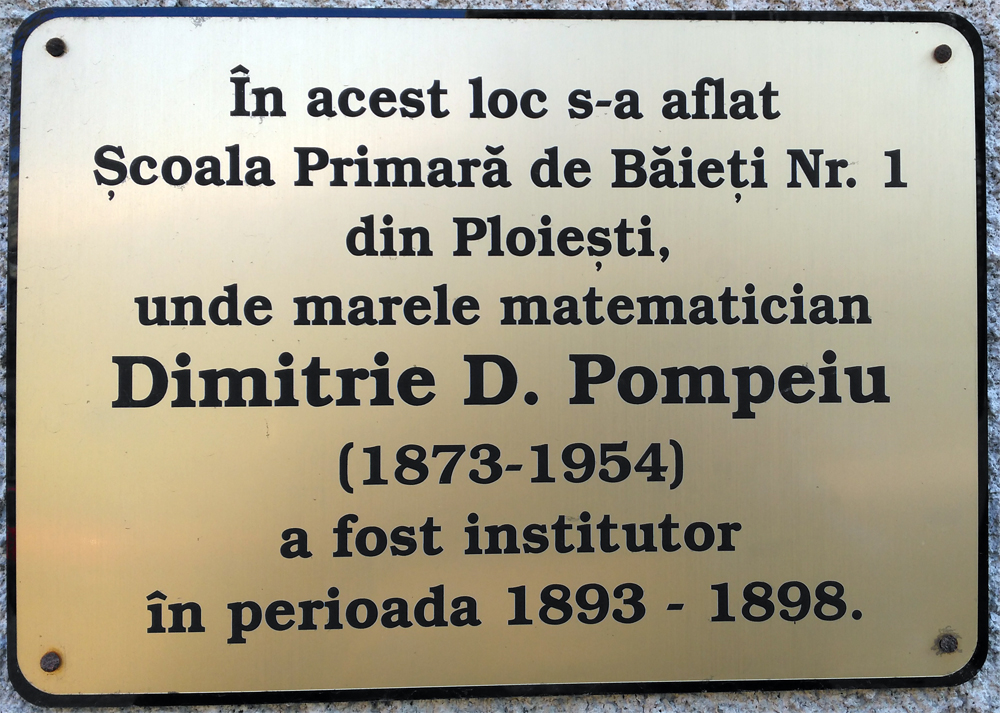 În acest loc s-a aflat
Școala Primară de Băieți Nr. 1
din Ploiești,
unde marele matematician
Dimitrie D. Pompeiu
(1873-1954)
a fost institutor
în perioada 1893 - 1898.